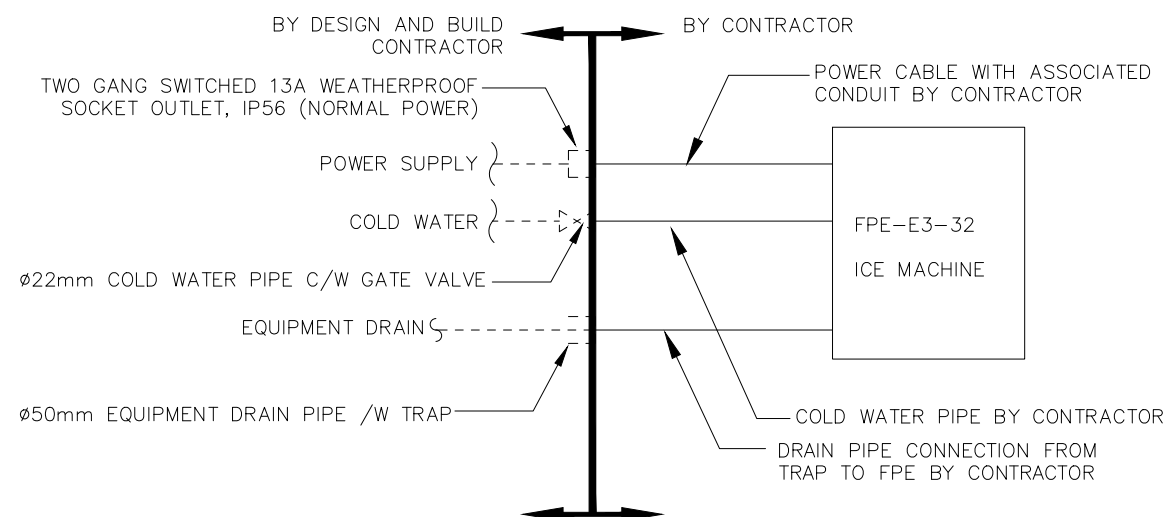 BY DESIGN AND BUILD
CONTRACTOR
BY CONTRACTOR
TWO GANG SWITCHED 13A WEATHERPROOF
SOCKET OUTLET, IP56 (NORMAL POWER)
POWER CABLE WITH ASSOCIATED
CONDUIT BY CONTRACTOR
POWER SUPPLY
COLD WATER
FPE-E3-32
ICE MACHINE
Ø22mm COLD WATER PIPE C/W GATE VALVE
EQUIPMENT DRAIN
Ø50mm EQUIPMENT DRAIN PIPE /W TRAP
COLD WATER PIPE BY CONTRACTOR
DRAIN PIPE CONNECTION FROM
TRAP TO FPE BY CONTRACTOR